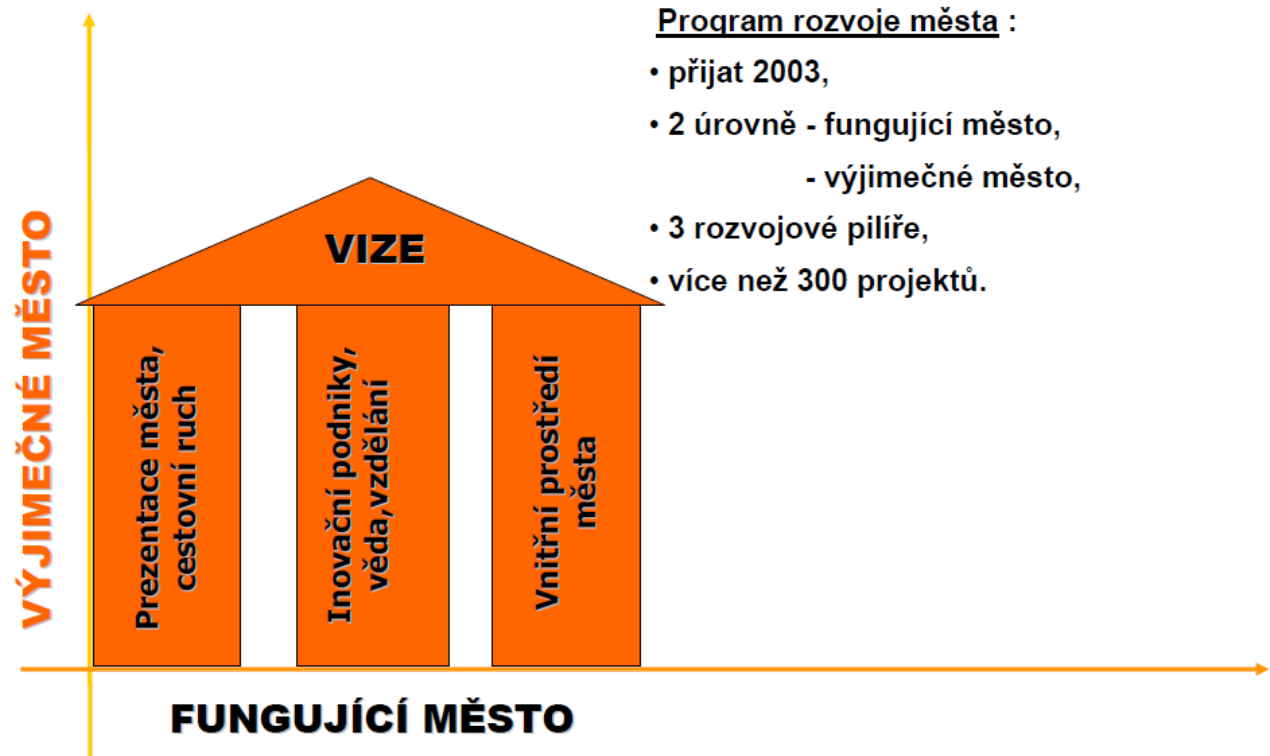 Program rozvoje města :
• přijat 2003,
• 2 úrovně - fungující město,
- výjimečné město,
• 3 rozvojové pilíře,
• více než 300 projektů.
VÝJIMEČNÉ MĚSTO
VIZE
Prezentace města,
cestovní ruch
Inovační podniky,
věda,vzdělání
Vnitřní prostředí
města
FUNGUJÍCÍ MĚSTO